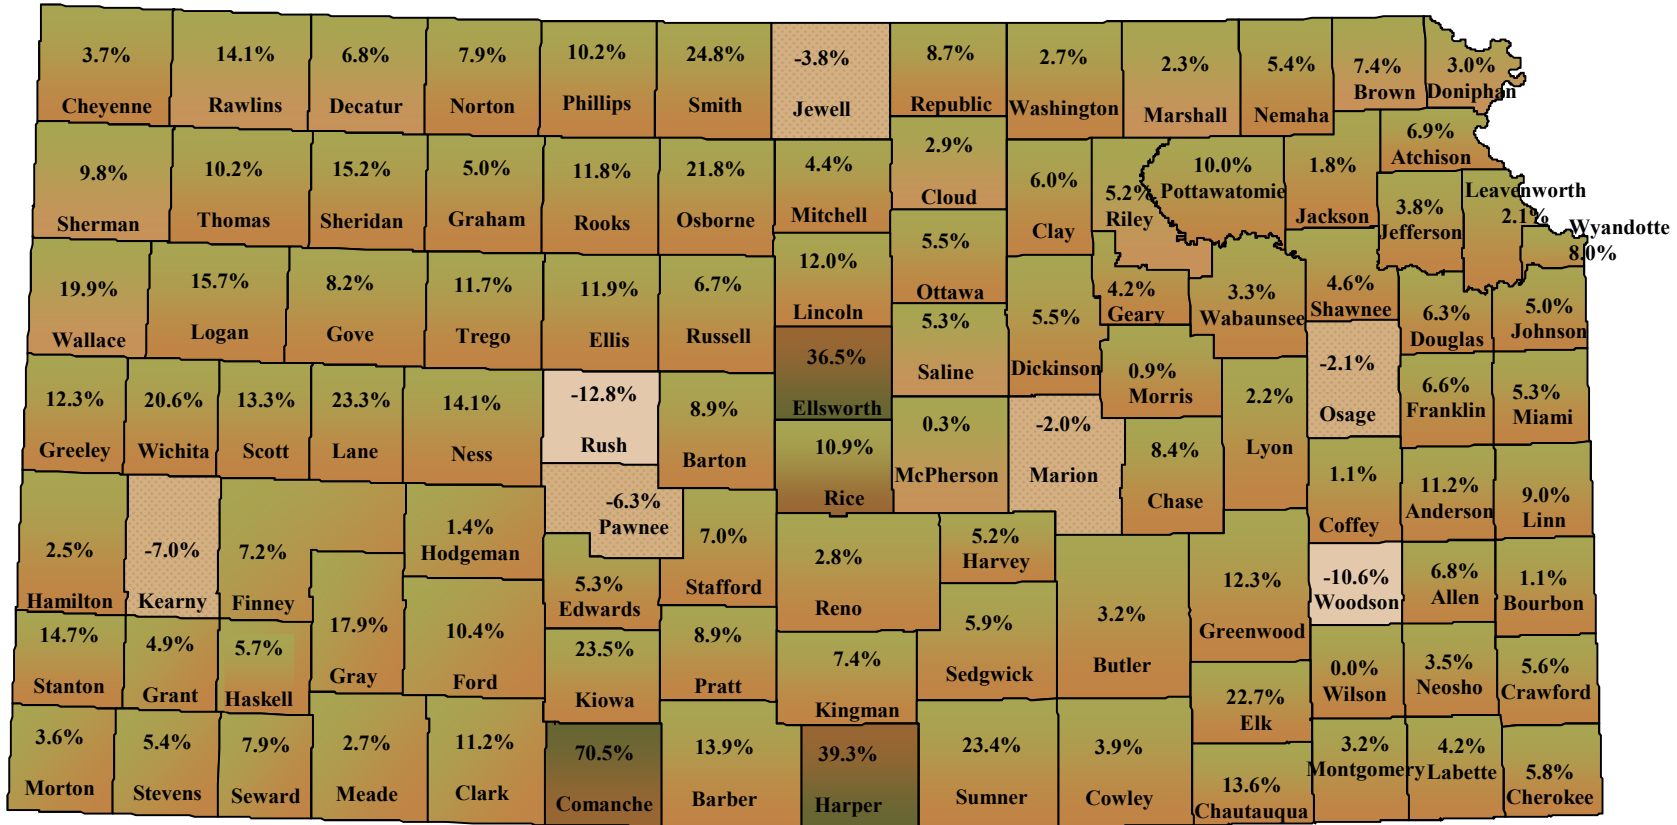 3.7%
Cheyenne
14.1%
Rawlins
6.8%
Decatur
7.9%
Norton
10.2%
Phillips
24.8%
Smith
-3.8%
Jewell
8.7%
Republic
2.7%
Washington
2.3%
Marshall
5.4%
Nemaha
7.4%
Brown
3.0%
Doniphan
9.8%
Sherman
10.2%
Thomas
15.2%
Sheridan
5.0%
Graham
11.8%
Rooks
21.8%
Osborne
4.4%
Mitchell
2.9%
Cloud
6.0%
Clay
5.2%
Riley
10.0%
Pottawatomie
1.8%
Jackson
6.9%
Atchison
3.8%
Jefferson
Leavenworth
2.1%
Wyandotte
8.0%
19.9%
Wallace
15.7%
Logan
8.2%
Gove
11.7%
Trego
11.9%
Ellis
6.7%
Russell
12.0%
Lincoln
5.5%
Ottawa
5.3%
Saline
5.5%
Dickinson
4.2%
Geary
3.3%
Wabaunsee
4.6%
Shawnee
6.3%
Douglas
5.0%
Johnson
36.5%
Ellsworth
0.9%
Morris
-2.1%
Osage
6.6%
Franklin
5.3%
Miami
12.3%
Greeley
20.6%
Wichita
13.3%
Scott
23.3%
Lane
14.1%
Ness
-12.8%
Rush
8.9%
Barton
10.9%
Rice
0.3%
McPherson
-2.0%
Marion
8.4%
Chase
2.2%
Lyon
1.1%
Coffey
11.2%
Anderson
9.0%
Linn
2.5%
Hamilton
-7.0%
Kearny
7.2%
Finney
1.4%
Hodgeman
-6.3%
Pawnee
7.0%
Stafford
5.3%
Edwards
2.8%
Reno
5.2%
Harvey
3.2%
Butler
12.3%
Greenwood
-10.6%
Woodson
6.8%
Allen
1.1%
Bourbon
14.7%
Stanton
4.9%
Grant
5.7%
Haskell
17.9%
Gray
10.4%
Ford
23.5%
Kiowa
8.9%
Pratt
7.4%
Kingman
5.9%
Sedgwick
22.7%
Elk
0.0%
Wilson
3.5%
Neosho
5.6%
Crawford
3.6%
Morton
5.4%
Stevens
7.9%
Seward
2.7%
Meade
11.2%
Clark
70.5%
Comanche
13.9%
Barber
39.3%
Harper
23.4%
Sumner
3.9%
Cowley
13.6%
Chautauqua
3.2%
Montgomery
4.2%
Labette
5.8%
Cherokee